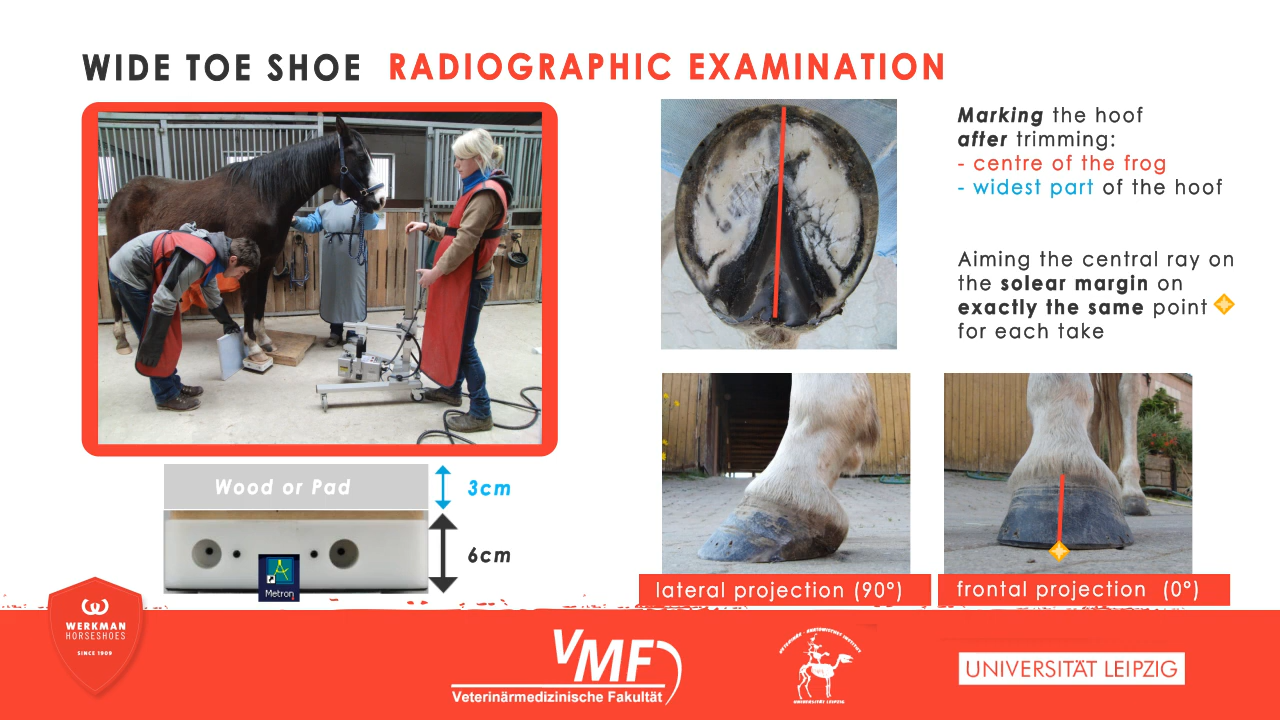 WIDE TOE SHOE RADIOGRAPHIC EXAMINATION
Marking the hoof
after trimming:
- centre of the frog
- widest part of the hoof
Aiming the central ray on
the solear margin on
exactly the same point
for each take
Wood or Pad
3cm
6cm
Metron
lateral projection (90°)
frontal projection (0°)
WERKMAN
HORSESHOES
SINCE 1909
VMF
Veterinärmedizinische Fakultät
UNIVERSITÄT LEIPZIG
UNIVERSITÄT LEIPZIG